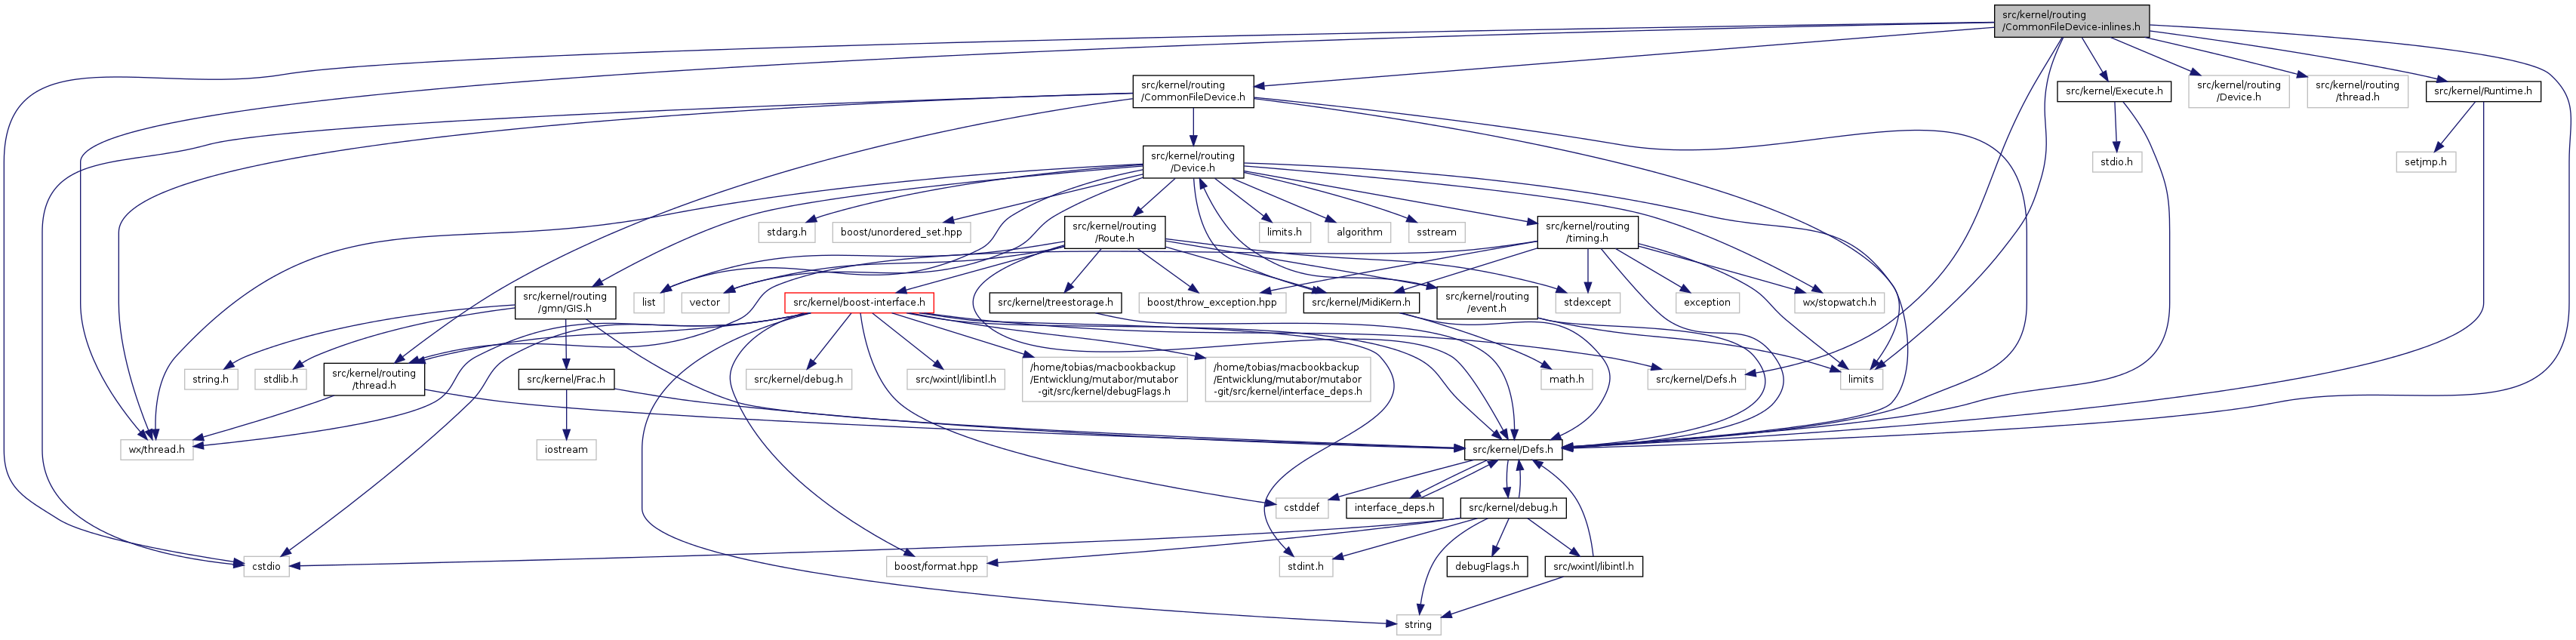 src/kernel/routing
/CommonFileDevice-inlines.h
src/kernel/routing
/CommonFileDevice.h
src/kernel/Execute.h
src/kernel/routing
/Device.h
src/kernel/routing
/thread.h
src/kernel/Runtime.h
src/kernel/routing
/Device.h
stdio.h
setjmp.h
stdarg.h
boost/unordered_set.hpp
src/kernel/routing
/Route.h
limits.h
algorithm
sstream
src/kernel/routing
/timing.h
src/kernel/routing
/gmn/GIS.h
list
vector
src/kernel/boost-interface.h
src/kernel/treestorage.h
boost/throw_exception.hpp
src/kernel/MidiKern.h
src/kernel/routing
/event.h
stdexcept
exception
wx/stopwatch.h
string.h
stdlib.h
src/kernel/routing
/thread.h
src/kernel/Frac.h
src/kernel/debug.h
src/wxintl/libintl.h
/home/tobias/macbookbackup
/Entwicklung/mutabor/mutabor
-git/src/kernel/debugFlags.h
/home/tobias/macbookbackup
/Entwicklung/mutabor/mutabor
-git/src/kernel/interface_deps.h
math.h
src/kernel/Defs.h
limits
wx/thread.h
iostream
src/kernel/Defs.h
cstddef
interface_deps.h
src/kernel/debug.h
cstdio
boost/format.hpp
stdint.h
debugFlags.h
src/wxintl/libintl.h
string